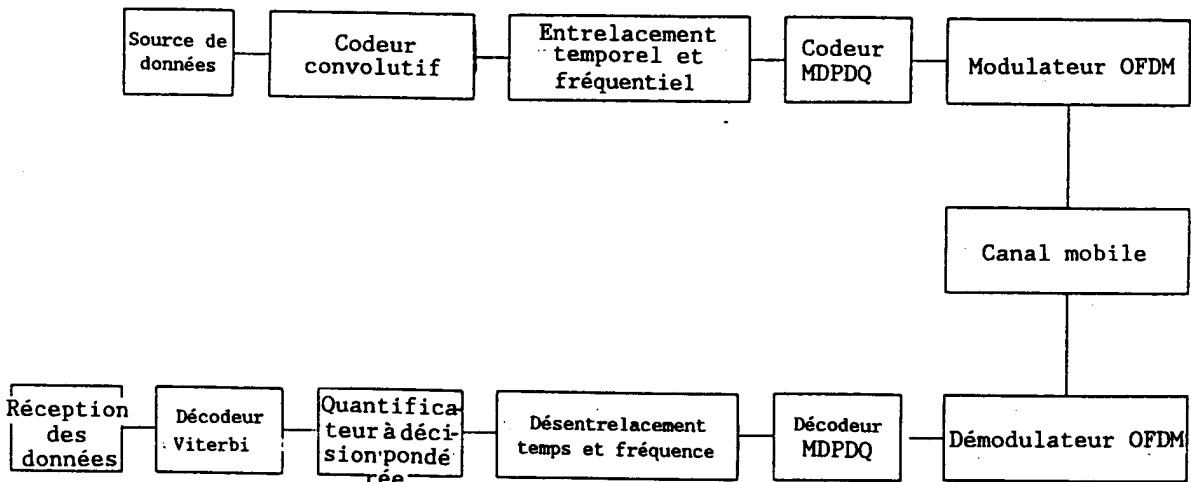 Source de
données
Codeur
convolutif
Entrelacement
temporel et
fréquentiel
Codeur
MDPDQ
Modulateur OFDM
Canal mobile
Réception
des
données
Décodeur
Viterbi
Quantifica-
teur à déci-
sion pondé
rée
Désentrelacement
temps et fréquence
Décodeur
MDPDQ
Démodulateur OFDM